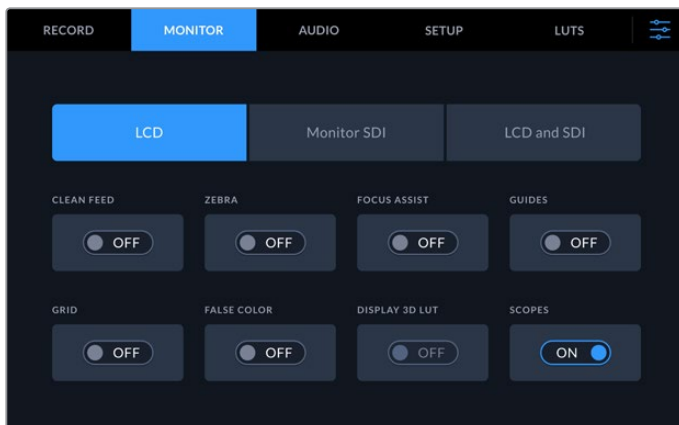 RECORD MONITOR AUDIO SETUP LUTS
LCD Monitor SDI LCD and SDI
CLEAN FEED ZEBRA FOCUS ASSIST GUIDES
OFF OFF OFF OFF
GRID FALSE COLOR DISPLAY 3D LUT SCOPES
OFF OFF OFF ON